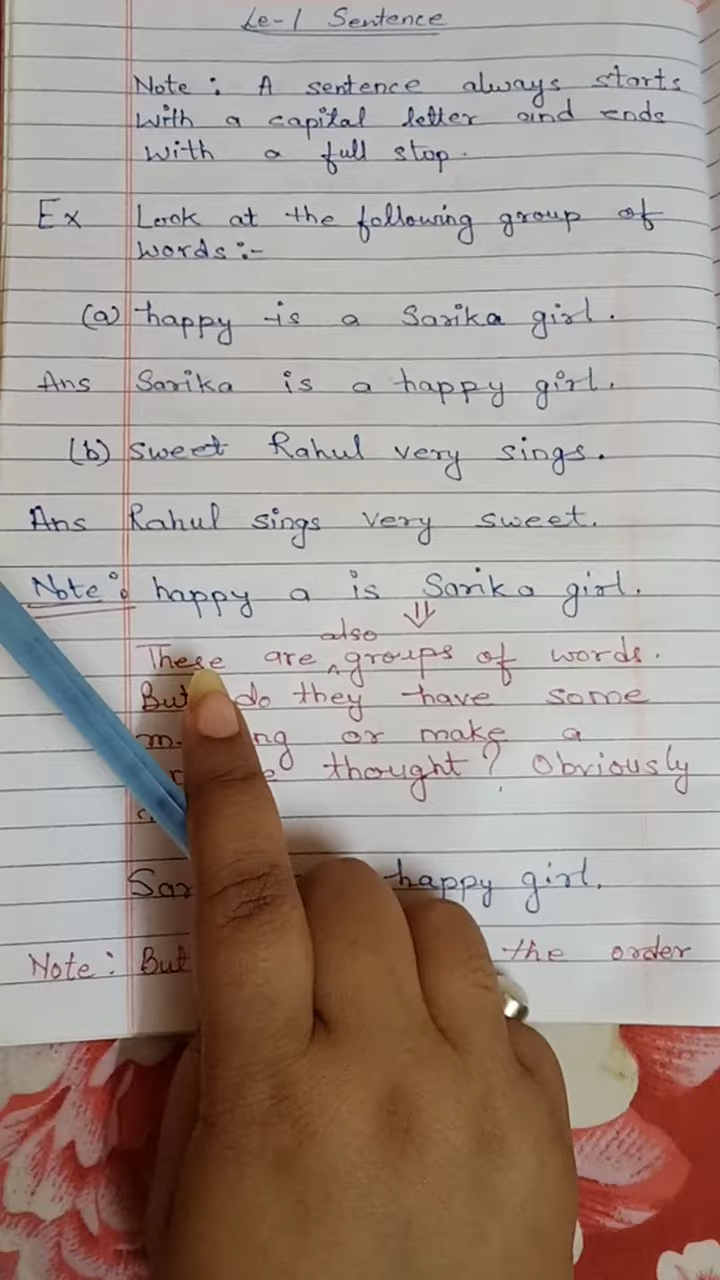 Le-1 Sentence
Note: A sentence always starts
with a capital letter and ends
with a full stop.
Ex Look at the following group of
words:-
(a) happy is a Sarika girl.
Ans Sarika is a happy girl.
(b) sweet Rahul very sings.
Ans Rahul sings very sweet.
Note: happy a is Sarika girl.
⇓
These are also groups of words.
But do they have some
or make a
thought? Obviously
happy girl.
Note: But the order